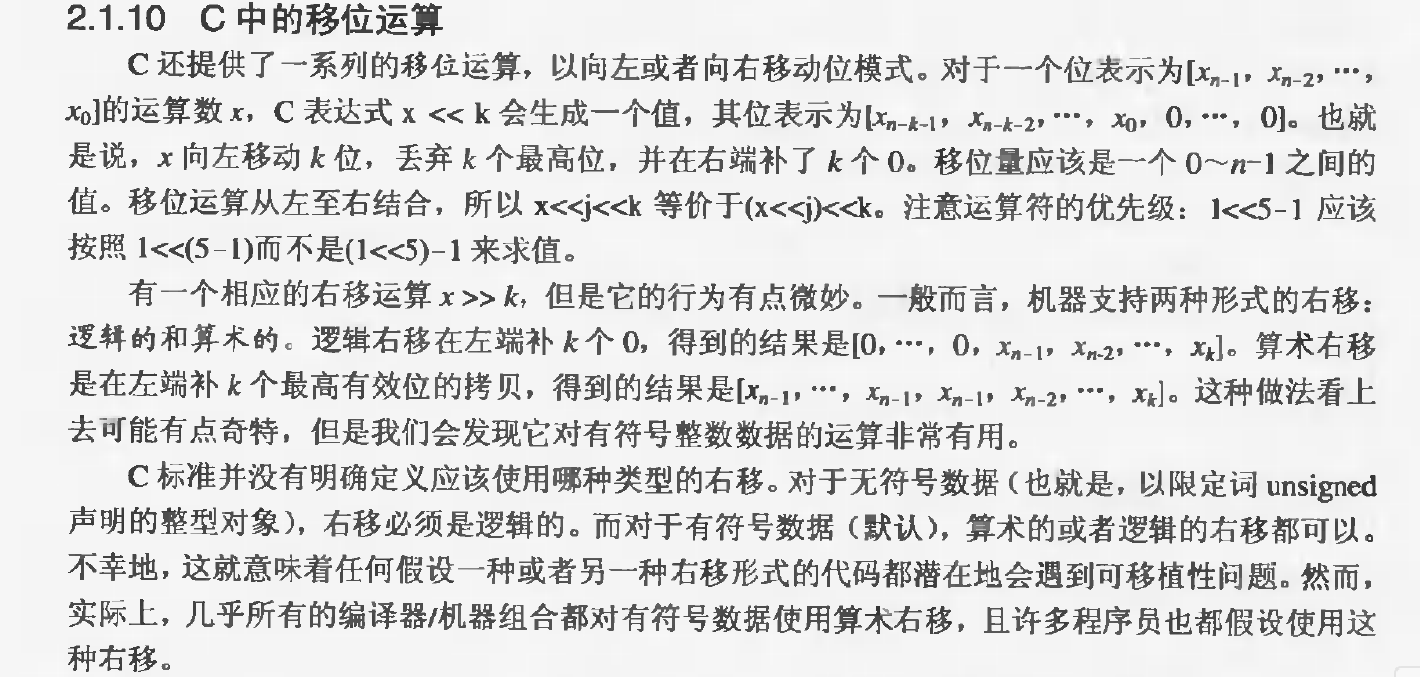 2.1.10 C 中的移位运算
C 还提供了一系列的移位运算，以向左或者向右移动位模式。对于一个位表示为[xn-1，xn-2，…，
x0]的运算数 x，C 表达式 x << k 会生成一个值，其位表示为[xn-k-1，xn-k-2，…，x0，0，…，0]。也就
是说，x 向左移动 k 位，丢弃 k 个最高位，并在右端补了 k 个 0。移位量应该是一个 0～n-1 之间的
值。移位运算从左至右结合，所以 x<<j<<k 等价于(x<<j)<<k。注意运算符的优先级：1<<5-1 应该
按照 1<<(5-1)而不是(1<<5)-1 来求值。
有一个相应的右移运算 x >> k，但是它的行为有点微妙。一般而言，机器支持两种形式的右移：
逻辑的和算术的。逻辑右移在左端补 k 个 0，得到的结果是[0，…，0，xn-1，xn-2，…，xk]。算术右移
是在左端补 k 个最高有效位的拷贝，得到的结果是[xn-1，…，xn-1，xn-1，xn-2，…，xk]。这种做法看上
去可能有点奇特，但是我们会发现它对有符号整数数据的运算非常有用。
C 标准并没有明确定义应该使用哪种类型的右移。对于无符号数据（也就是，以限定词 unsigned
声明的整型对象），右移必须是逻辑的。而对于有符号数据（默认），算术的或者逻辑的右移都可以。
不幸地，这就意味着任何假设一种或者另一种右移形式的代码都潜在地会遇到可移植性问题。然而，
实际上，几乎所有的编译器/机器组合都对有符号数据使用算术右移，且许多程序员也都假设使用这
种右移。